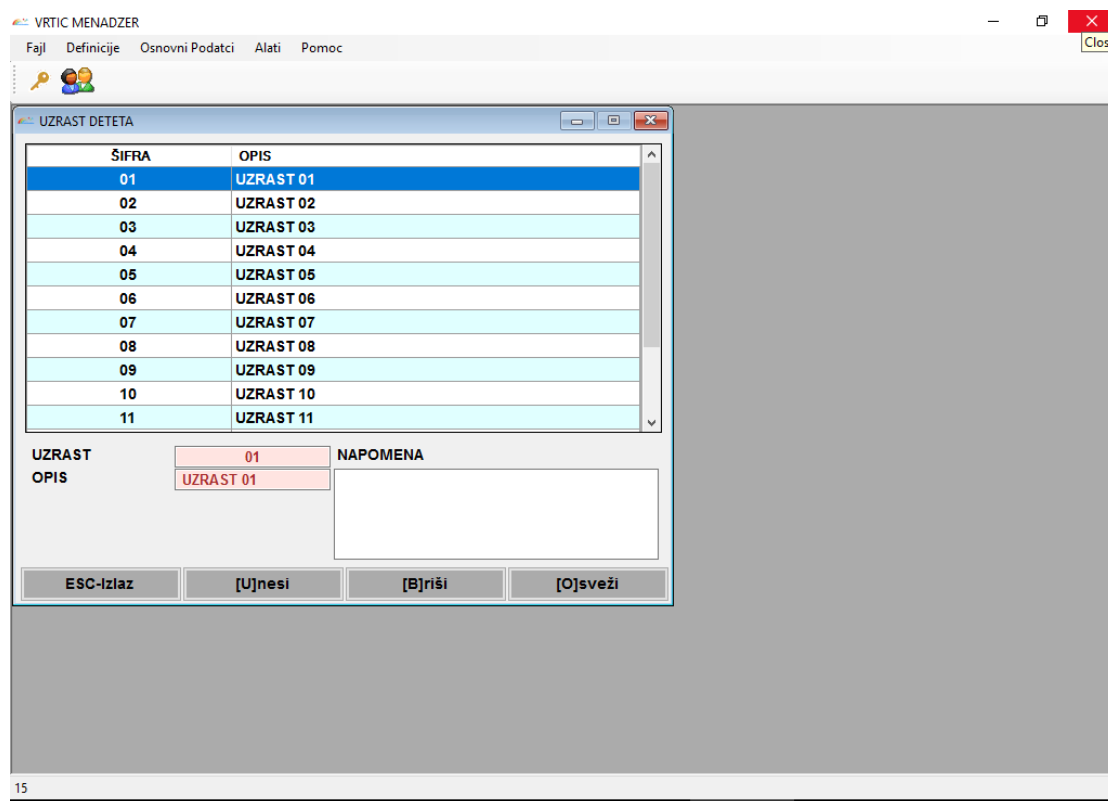 VRTIC MENADZER
Fajl Definicije Osnovni Podatci Alati Pomoc
Clos
UZRAST DETETA
ŠIFRA OPIS
01 UZRAST 01
02 UZRAST 02
03 UZRAST 03
04 UZRAST 04
05 UZRAST 05
06 UZRAST 06
07 UZRAST 07
08 UZRAST 08
09 UZRAST 09
10 UZRAST 10
11 UZRAST 11
UZRAST 01 NAPOMENA
OPIS UZRAST 01
ESC-Izlaz [U]nesi [B]riši [O]sveži
15